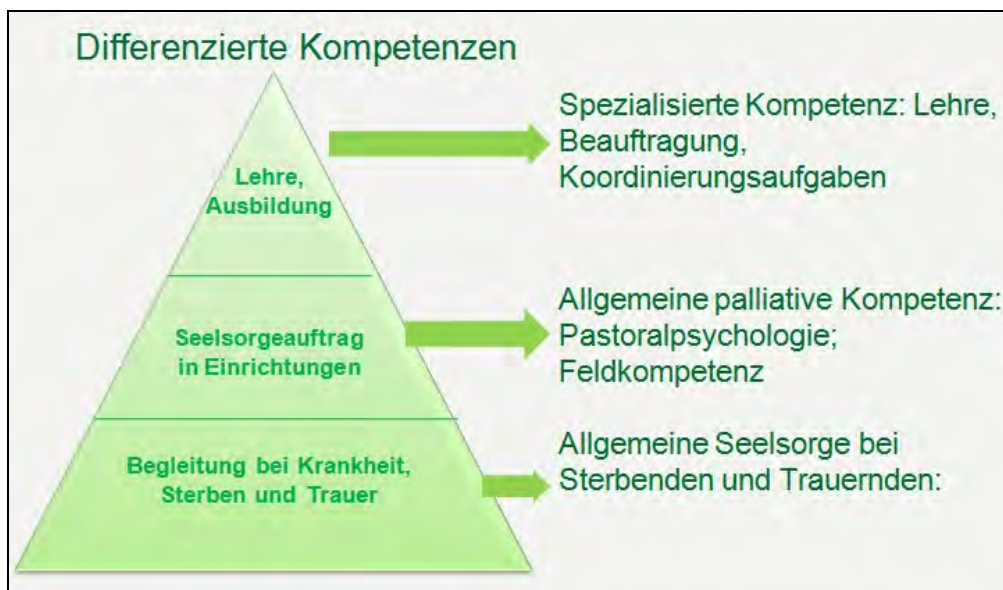 Differenzierte Kompetenzen
Lehre,
Ausbildung
Spezialisierte Kompetenz: Lehre,
Beauftragung,
Koordinierungsaufgaben
Seelsorgeauftrag
in Einrichtungen
Allgemeine palliative Kompetenz:
Pastoralpsychologie;
Feldkompetenz
Begleitung bei Krankheit,
Sterben und Trauer
Allgemeine Seelsorge bei
Sterbenden und Trauernden: